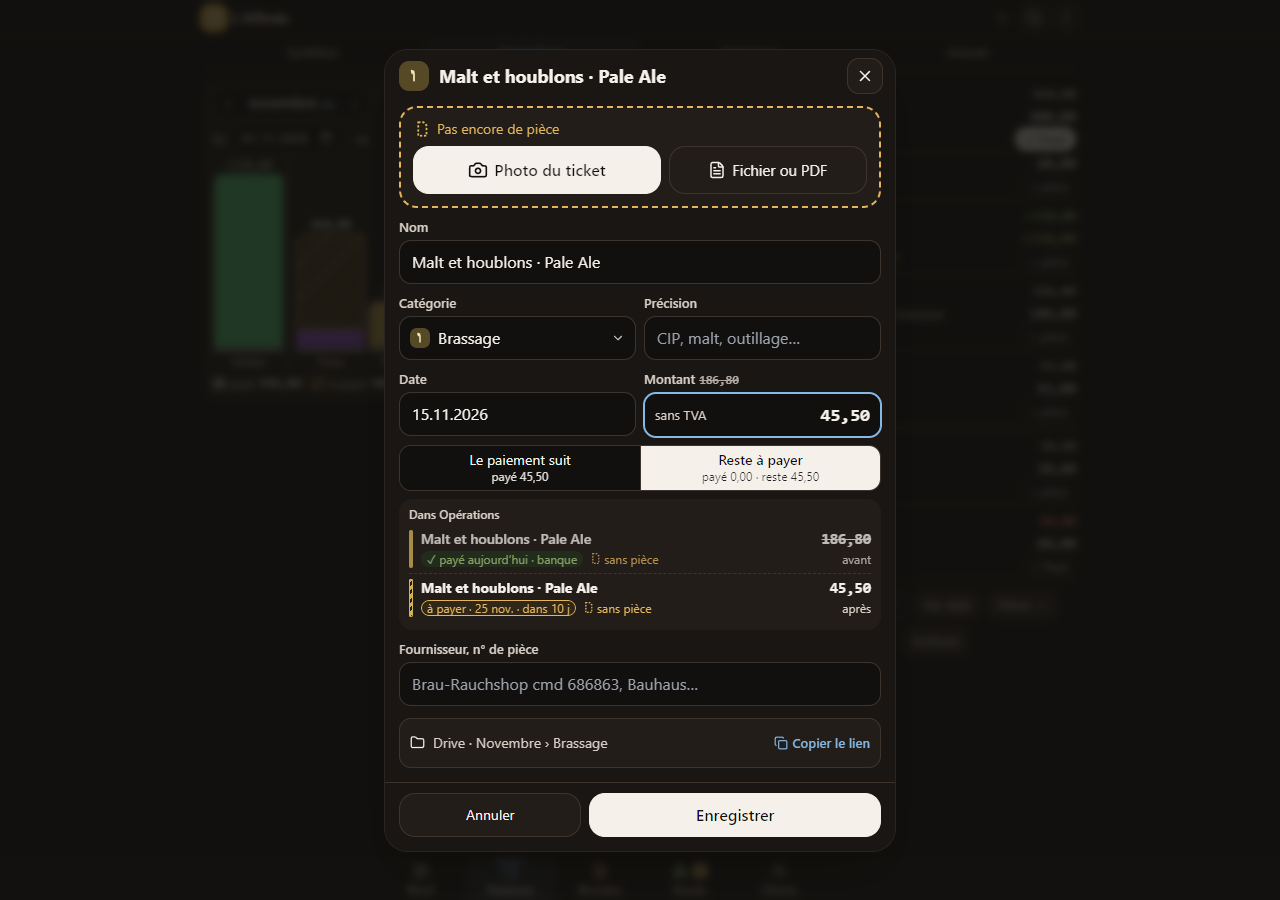 Malt et houblons · Pale Ale
Pas encore de pièce
Photo du ticket
Fichier ou PDF
Nom
Malt et houblons · Pale Ale
Catégorie
Précision
Brassage
CIP, malt, outillage…
Date
Montant 186,80
15.11.2026
sans TVA
45,50
Le paiement suit
payé 45,50
Reste à payer
payé 0,00 · reste 45,50
Dans Opérations
Malt et houblons · Pale Ale
186,80
✓ payé aujourd'hui · banque
sans pièce
avant
Malt et houblons · Pale Ale
45,50
à payer · 25 nov. · dans 10 j
sans pièce
après
Fournisseur, n° de pièce
Brau-Rauchshop cmd 686863, Bauhaus…
Drive · Novembre › Brassage
Copier le lien
Annuler
Enregistrer